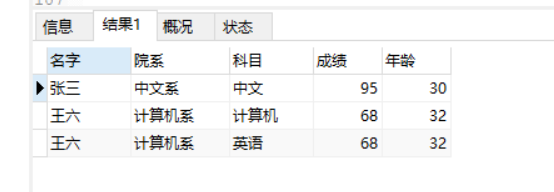 信息 结果1 概况 状态
名字 院系 科目 成绩 年龄
张三 中文系 中文 95 30
王六 计算机系 计算机 68 32
王六 计算机系 英语 68 32